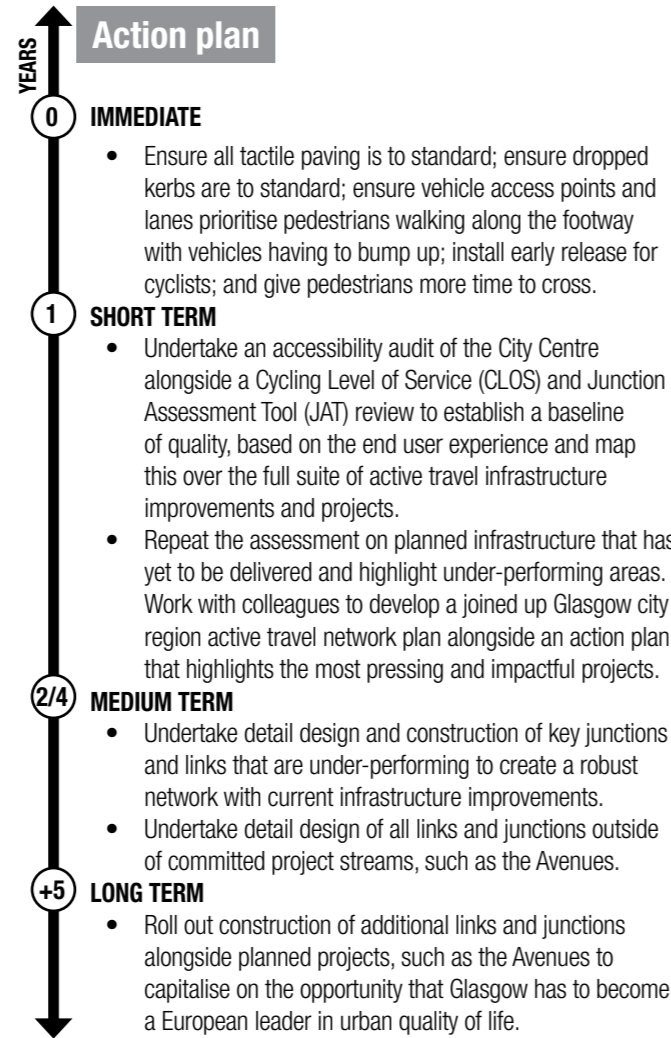 YEARS
Action plan
0
IMMEDIATE
• Ensure all tactile paving is to standard; ensure dropped
kerbs are to standard; ensure vehicle access points and
lanes prioritise pedestrians walking along the footway
with vehicles having to bump up; install early release for
cyclists; and give pedestrians more time to cross.
1
SHORT TERM
• Undertake an accessibility audit of the City Centre
alongside a Cycling Level of Service (CLOS) and Junction
Assessment Tool (JAT) review to establish a baseline
of quality, based on the end user experience and map
this over the full suite of active travel infrastructure
improvements and projects.
• Repeat the assessment on planned infrastructure that has
yet to be delivered and highlight under-performing areas.
Work with colleagues to develop a joined up Glasgow city
region active travel network plan alongside an action plan
that highlights the most pressing and impactful projects.
2/4
MEDIUM TERM
• Undertake detail design and construction of key junctions
and links that are under-performing to create a robust
network with current infrastructure improvements.
• Undertake detail design of all links and junctions outside
of committed project streams, such as the Avenues.
+5
LONG TERM
• Roll out construction of additional links and junctions
alongside planned projects, such as the Avenues to
capitalise on the opportunity that Glasgow has to become
a European leader in urban quality of life.